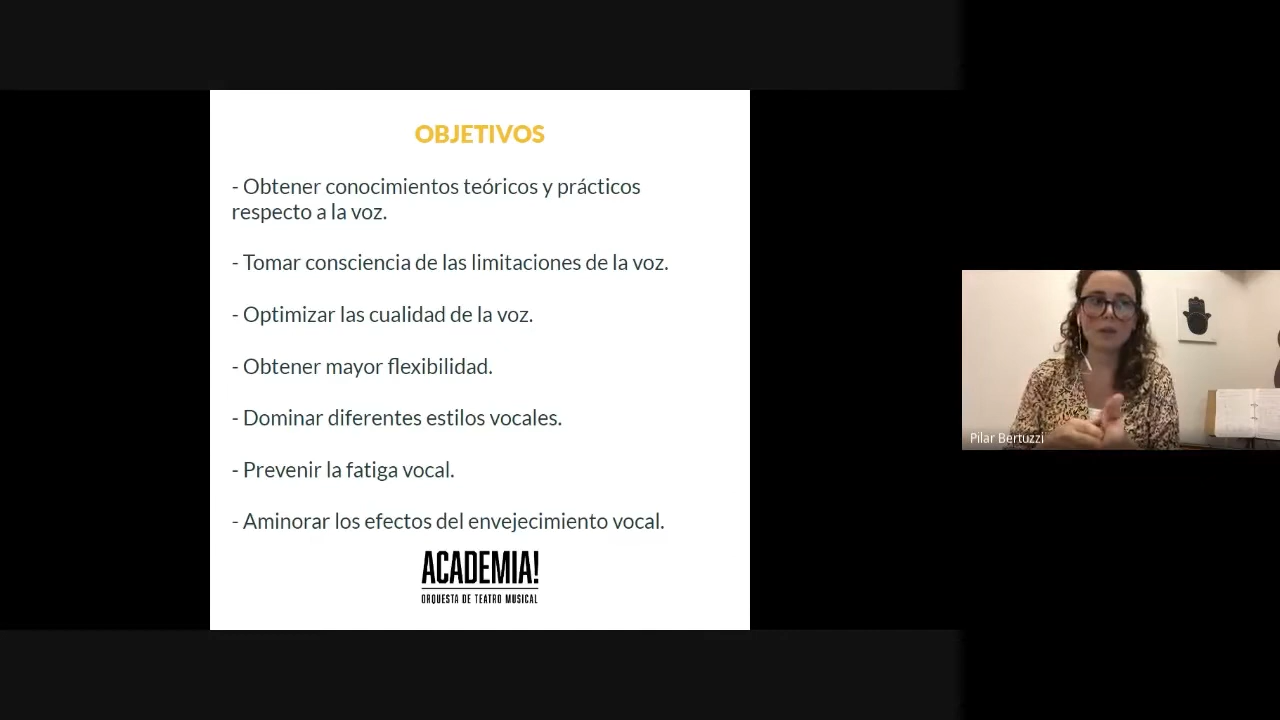 OBJETIVOS
- Obtener conocimientos teóricos y prácticos
respecto a la voz.
- Tomar consciencia de las limitaciones de la voz.
- Optimizar las cualidad de la voz.
- Obtener mayor flexibilidad.
- Dominar diferentes estilos vocales.
- Prevenir la fatiga vocal.
- Aminorar los efectos del envejecimiento vocal.
ACADEMIA!
ORQUESTA DE TEATRO MUSICAL
Pilar Bertuzzi